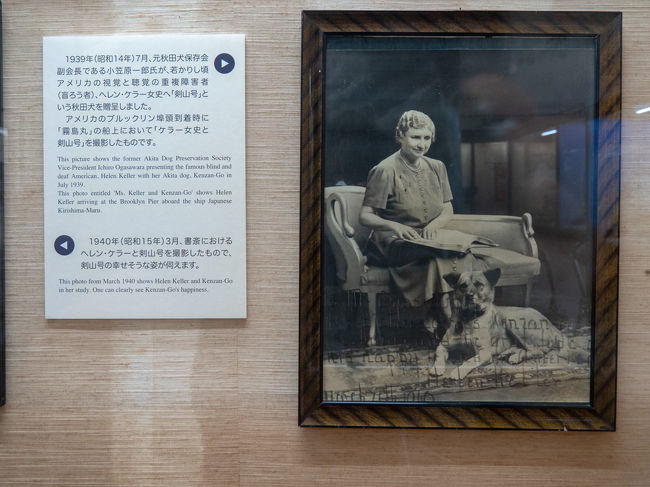 1939年(昭和14年)7月、元秋田犬保存会
副会長である小笠原一郎氏が、若かりし頃
アメリカの視覚と聴覚の重複障害者
(盲ろう者)、ヘレン・ケラー女史へ「剣山号」と
いう秋田犬を贈呈しました。
アメリカのブルックリン埠頭到着時に
「霧島丸」の船上において「ケラー女史と
剣山号」を撮影したものです。
This picture shows the former Akita Dog Preservation Society
Vice-President Ichiro Ogasawara presenting the famous blind and
deaf American, Helen Keller with her Akita dog, Kenzan-Go in
July 1939.
This photo entitled 'Ms. Keller and Kenzan-Go' shows Helen
Keller arriving at the Brooklyn Pier aboard the ship Japanese
Kirishima-Maru.
1940年(昭和15年)3月、書斎における
ヘレン・ケラーと剣山号を撮影したもので、
剣山号の幸せそうな姿が伺えます。
This photo from March 1940 shows Helen Keller and Kenzan-Go
in her study. One can clearly see Kenzan-Go's happiness.